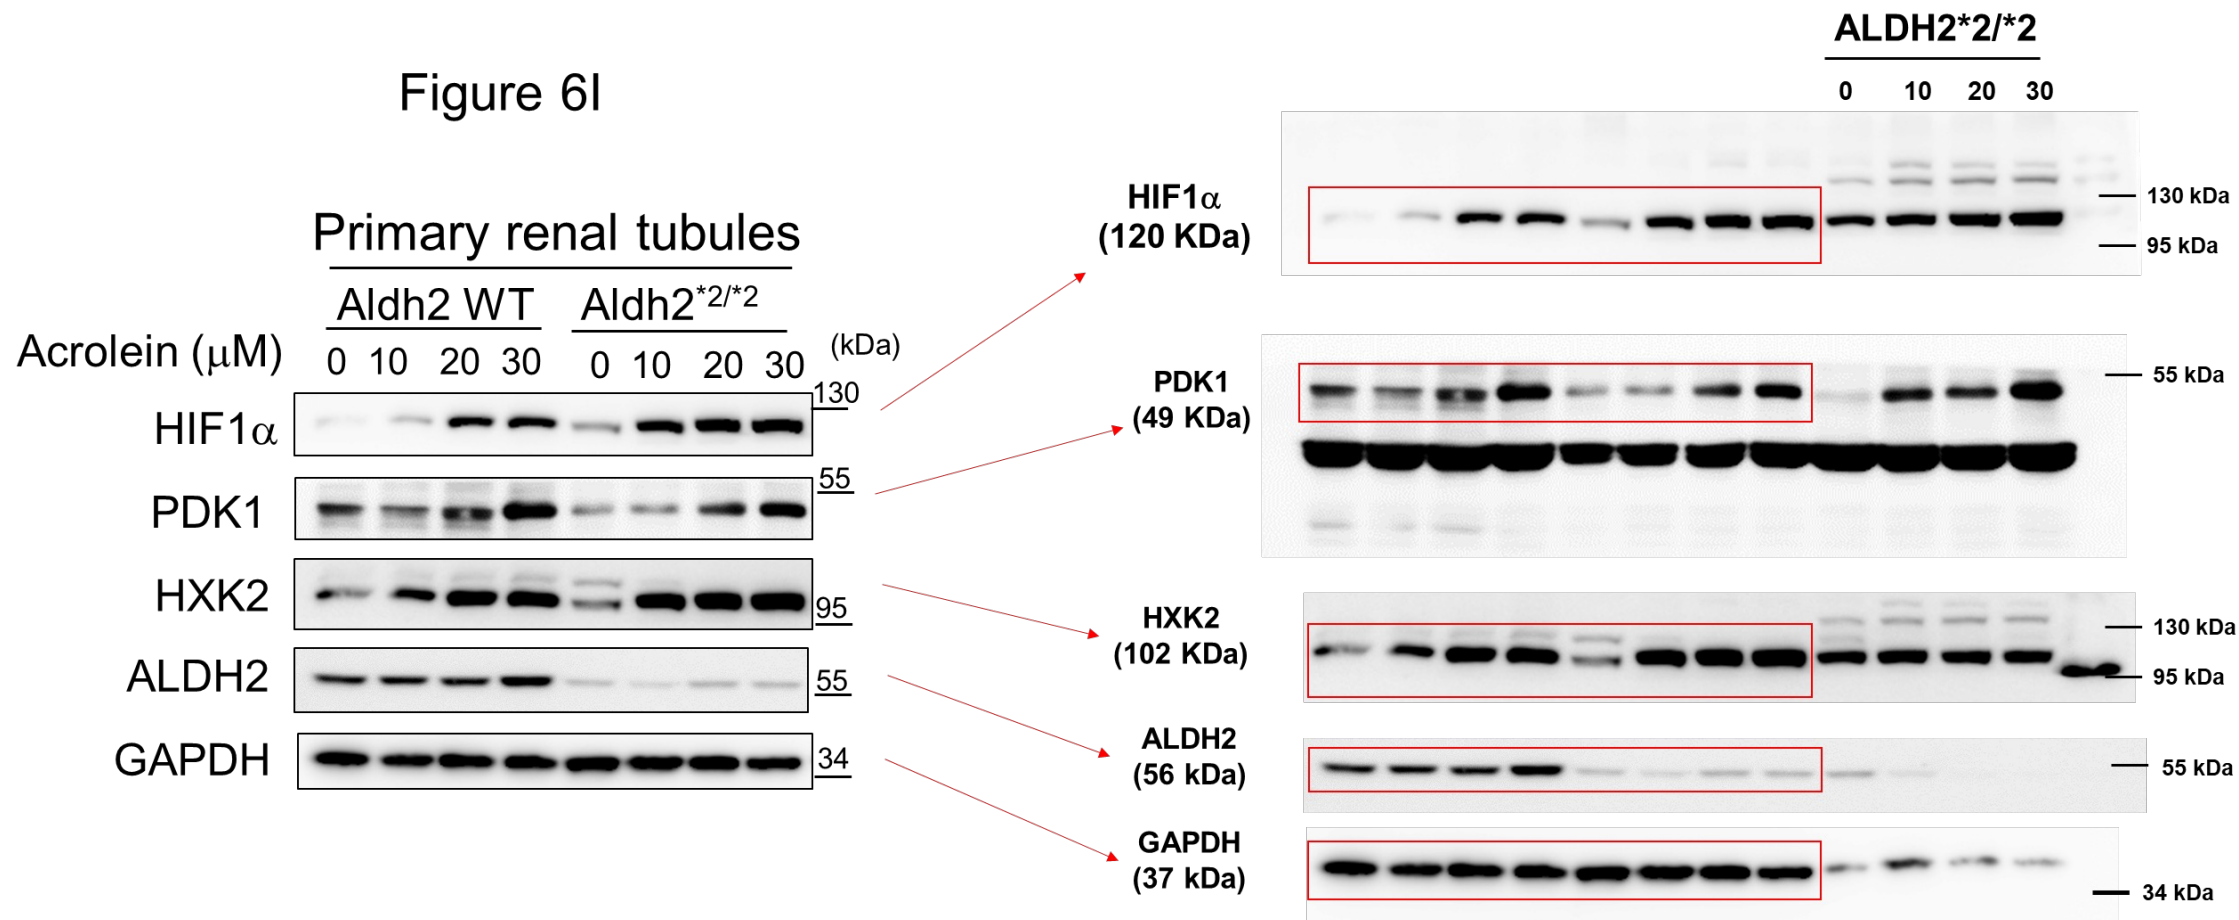 Figure 6I
Primary renal tubules
Aldh2 WT Aldh2*2/*2
Acrolein (μM) 0 10 20 30 0 10 20 30 (kDa)
HIF1α 130
PDK1 55
HXK2 95
ALDH2 55
GAPDH 34
ALDH2*2/*2
0 10 20 30
HIF1α
(120 KDa)
130 kDa
95 kDa
PDK1
(49 KDa)
55 kDa
HXK2
(102 KDa)
130 kDa
95 kDa
ALDH2
(56 kDa)
55 kDa
GAPDH
(37 kDa)
34 kDa